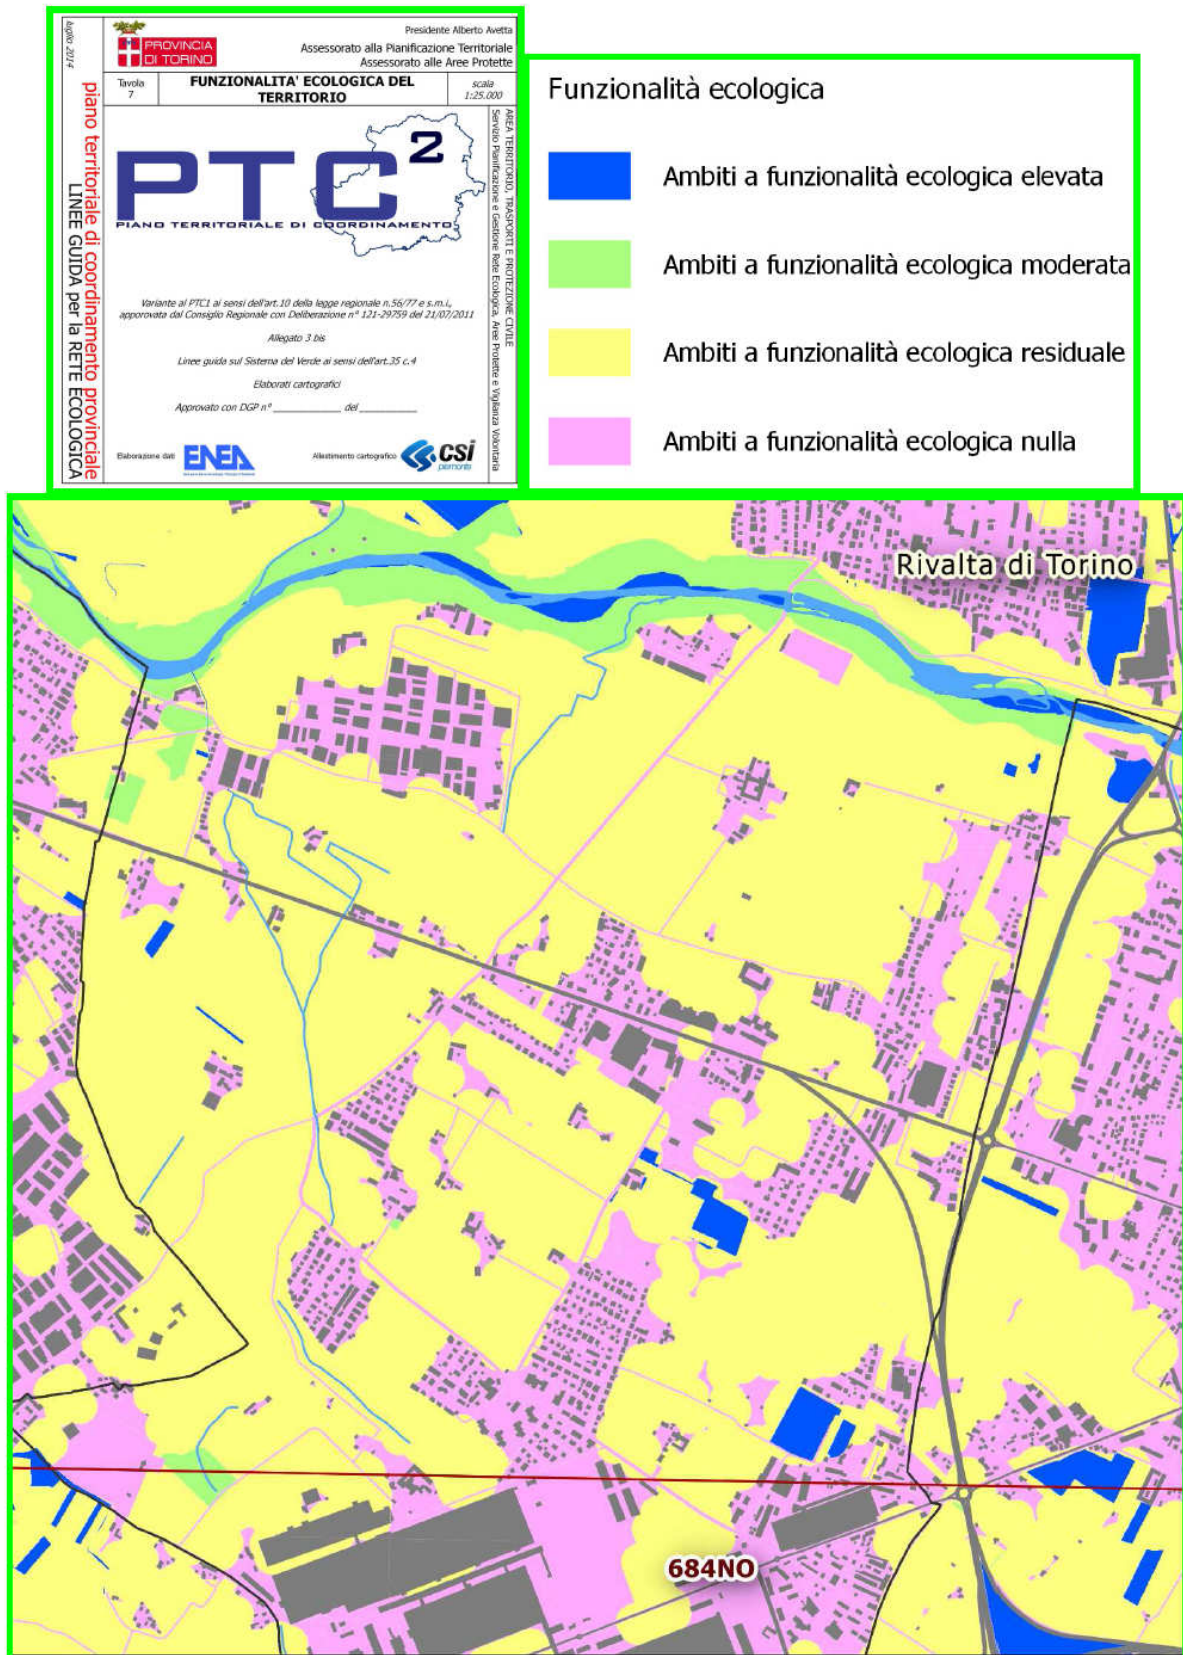 luglio 2014
piano territoriale di coordinamento provinciale
LINEE GUIDA per la RETE ECOLOGICA
PROVINCIA
DI TORINO
Presidente Alberto Avetta
Assessorato alla Pianificazione Territoriale
Assessorato alle Aree Protette
Tavola
7
FUNZIONALITA' ECOLOGICA DEL
TERRITORIO
scala
1:25.000
PTC2
PIANO TERRITORIALE DI COORDINAMENTO
Variante al PTC1 ai sensi dell'art.10 della legge regionale n.56/77 e s.m.i.,
apporovata dal Consiglio Regionale con Deliberazione n° 121-29759 del 21/07/2011
Allegato 3 bis
Linee guida sul Sistema del Verde ai sensi dell'art.35 c.4
Elaborati cartografici
Approvato con DGP n° ____________ del __________
Elaborazione dati
ENEA
Allestimento cartografico
csi
piemonte
AREA TERRITORIO, TRASPORTI E PROTEZIONE CIVILE
Servizio Pianificazione e Gestione Rete Ecologica, Aree Protette e Vigilanza Volontaria
Funzionalità ecologica
Ambiti a funzionalità ecologica elevata
Ambiti a funzionalità ecologica moderata
Ambiti a funzionalità ecologica residuale
Ambiti a funzionalità ecologica nulla
Rivalta di Torino
684NO